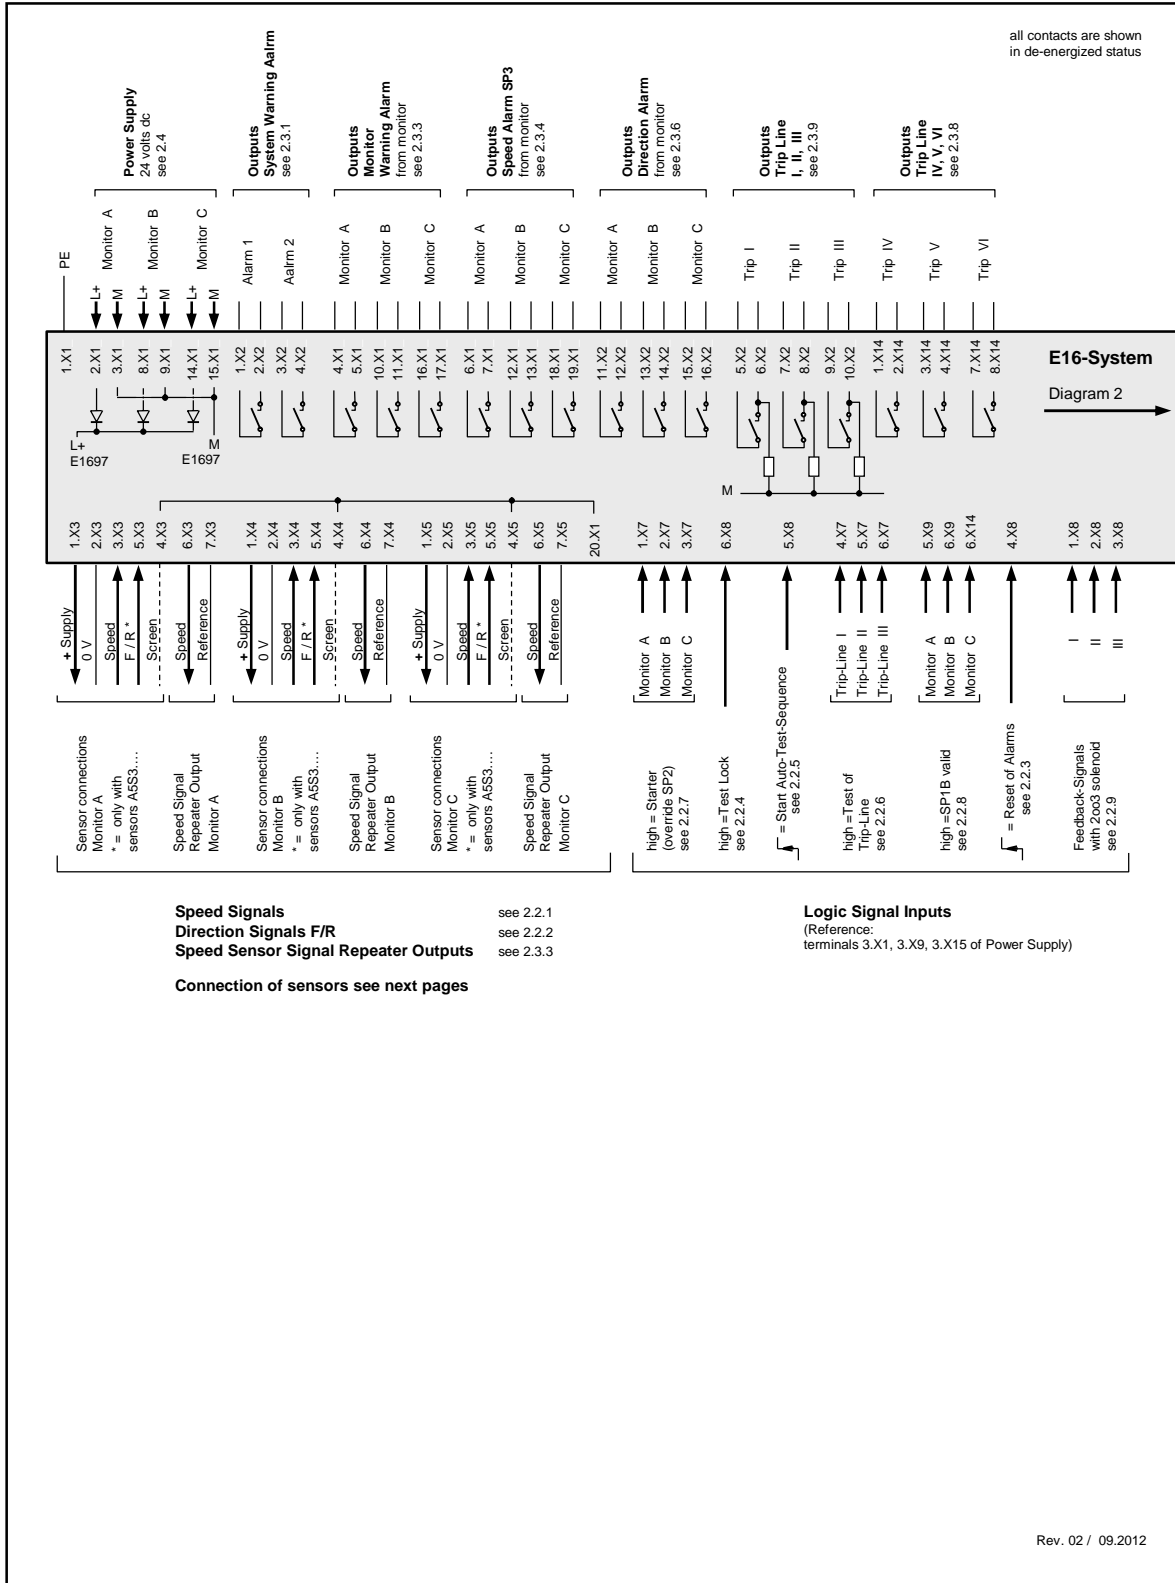 all contacts are shown
in de-energized status
Power Supply
24 volts dc
see 2.4
Outputs
System Warning Aalrm
see 2.3.1
Outputs
Monitor
Warning Alarm
from monitor
see 2.3.3
Outputs
Speed Alarm SP3
from monitor
see 2.3.4
Outputs
Direction Alarm
from monitor
see 2.3.6
Outputs
Trip Line
I, II, III
see 2.3.9
Outputs
Trip Line
IV, V, VI
see 2.3.8
PE
L+
M
Monitor A
L+
M
Monitor B
L+
M
Monitor C
Alarm 1
Aalrm 2
Monitor A
Monitor B
Monitor C
Monitor A
Monitor B
Monitor C
Monitor A
Monitor B
Monitor C
Trip I
Trip II
Trip III
Trip IV
Trip V
Trip VI
1.X1
2.X1
3.X1
8.X1
9.X1
14.X1
15.X1
1.X2
2.X2
3.X2
4.X2
4.X1
5.X1
10.X1
11.X1
16.X1
17.X1
6.X1
7.X1
12.X1
13.X1
18.X1
19.X1
11.X2
12.X2
13.X2
14.X2
15.X2
16.X2
5.X2
6.X2
7.X2
8.X2
9.X2
10.X2
1.X14
2.X14
3.X14
4.X14
7.X14
8.X14
E16-System
Diagram 2
L+
E1697
M
E1697
M
1.X3
2.X3
3.X3
5.X3
4.X3
6.X3
7.X3
1.X4
2.X4
3.X4
5.X4
4.X4
6.X4
7.X4
1.X5
2.X5
3.X5
5.X5
4.X5
6.X5
7.X5
20.X1
1.X7
2.X7
3.X7
6.X8
5.X8
4.X7
5.X7
6.X7
5.X9
6.X9
6.X14
4.X8
1.X8
2.X8
3.X8
+ Supply
0 V
Speed
F / R *
Screen
Speed
Reference
+ Supply
0 V
Speed
F / R *
Screen
Speed
Reference
+ Supply
0 V
Speed
F / R *
Screen
Speed
Reference
Monitor A
Monitor B
Monitor C
Trip-Line I
Trip-Line II
Trip-Line III
Monitor A
Monitor B
Monitor C
I
II
III
Sensor connections
Monitor A
* = only with
sensors A5S3....
Speed Signal
Repeater Output
Monitor A
Sensor connections
Monitor B
* = only with
sensors A5S3....
Speed Signal
Repeater Output
Monitor B
Sensor connections
Monitor C
* = only with
sensors A5S3....
Speed Signal
Repeater Output
Monitor C
high = Starter
(override SP2)
see 2.2.7
high =Test Lock
see 2.2.4
= Start Auto-Test-Sequence
see 2.2.5
high =Test of
Trip-Line
see 2.2.6
high =SP1B valid
see 2.2.8
= Reset of Alarms
see 2.2.3
Feedback-Signals
with 2oo3 solenoid
see 2.2.9
Speed Signals see 2.2.1
Direction Signals F/R see 2.2.2
Speed Sensor Signal Repeater Outputs see 2.3.3
Connection of sensors see next pages
Logic Signal Inputs
(Reference:
terminals 3.X1, 3.X9, 3.X15 of Power Supply)
Rev. 02 / 09.2012